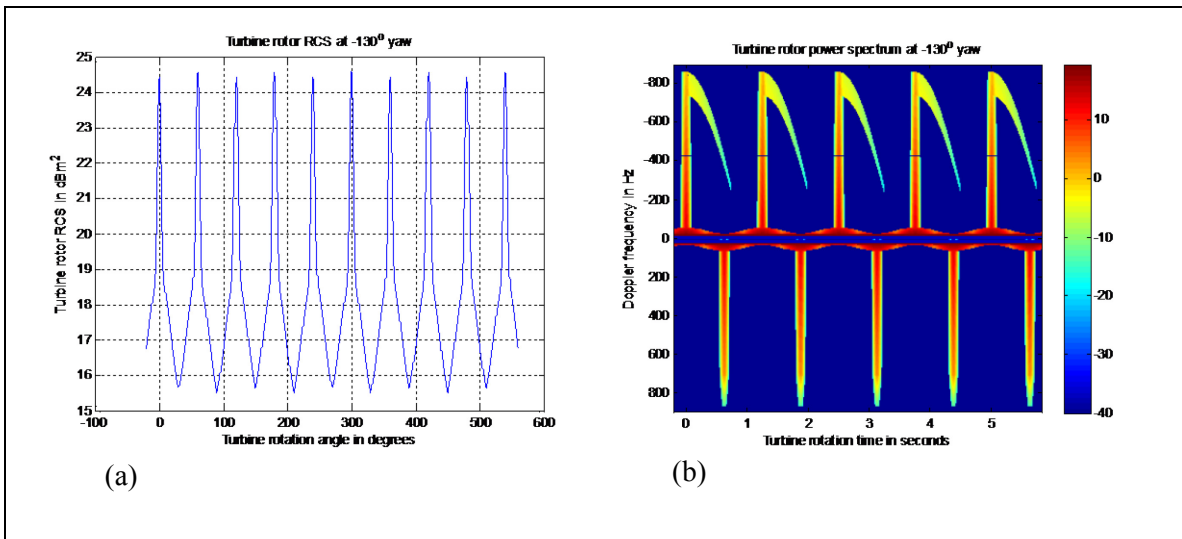 Turbine rotor RCS at -130⁰ yaw
25
24
23
22
21
20
19
18
17
16
15
Turbine rotor RCS in dBm²
-100 0 100 200 300 400 500 600
Turbine rotation angle in degrees
(a)
Turbine rotor power spectrum at -130⁰ yaw
-800
-600
-400
-200
0
200
400
600
800
Doppler frequency in Hz
0 1 2 3 4 5
Turbine rotation time in seconds
10
0
-10
-20
-30
-40
(b)